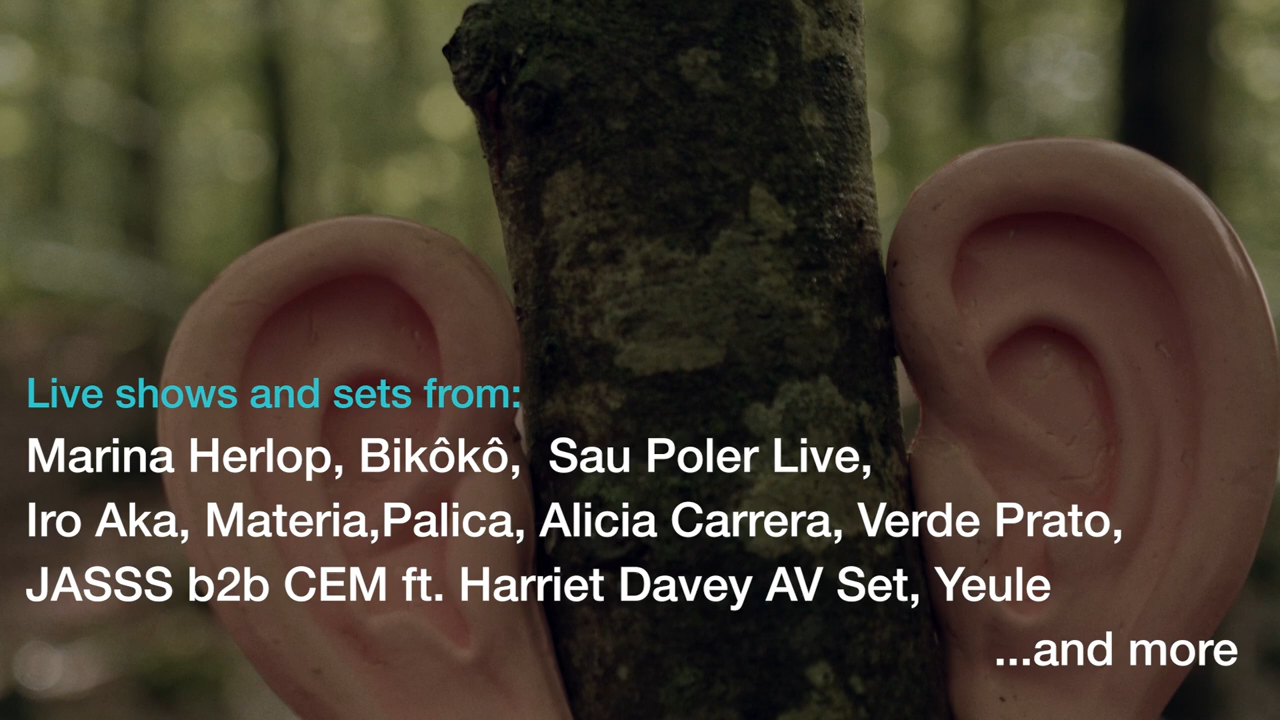 Live shows and sets from:
Marina Herlop, Bikôkô,  Sau Poler Live,
Iro Aka, Materia,Palica, Alicia Carrera, Verde Prato,
JASSS b2b CEM ft. Harriet Davey AV Set, Yeule
...and more